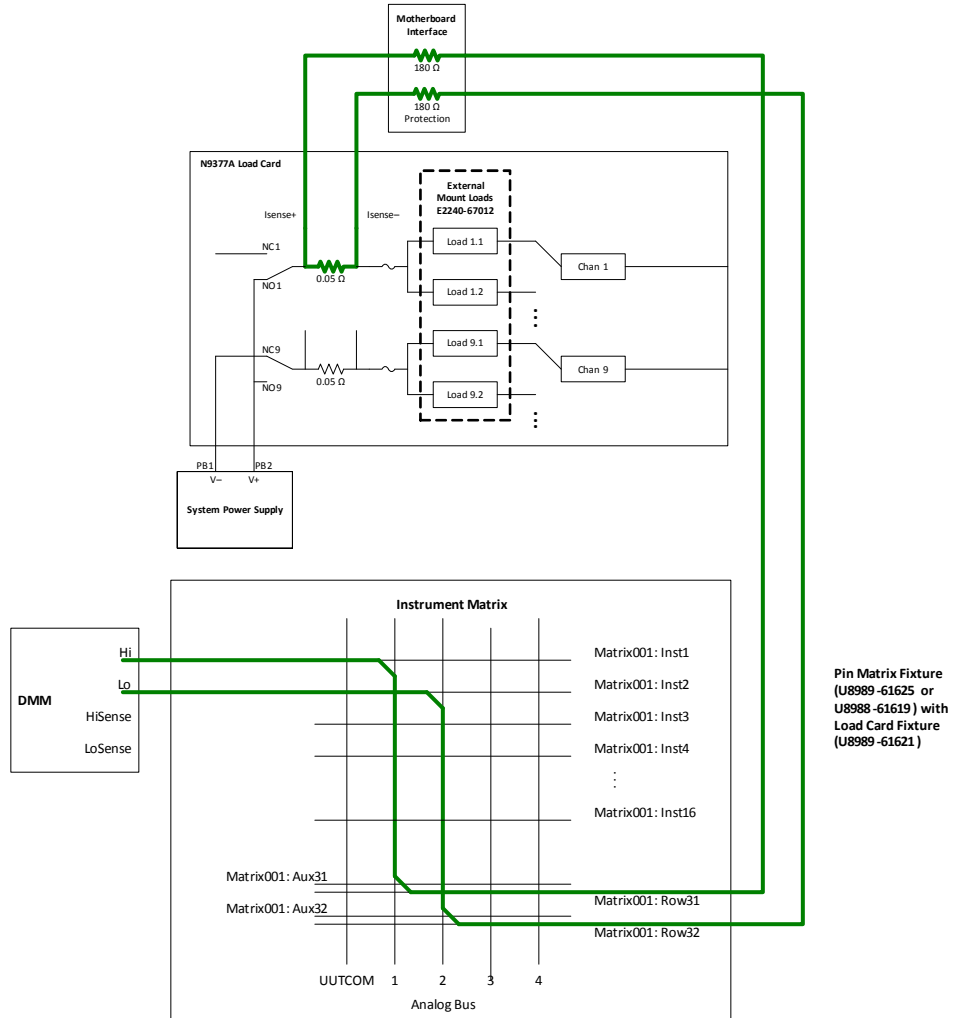 Motherboard
Interface
180 Ω
180 Ω
Protection
N9377A Load Card
External
Mount Loads
E2240-67012
Isense+
Isense–
NC1
Load 1.1
Chan 1
0.05 Ω
NO1
Load 1.2
NC9
Load 9.1
Chan 9
0.05 Ω
NO9
Load 9.2
PB1
PB2
V–
V+
System Power Supply
Instrument Matrix
Hi
Matrix001: Inst1
Lo
Matrix001: Inst2
DMM
HiSense
Matrix001: Inst3
LoSense
Matrix001: Inst4
Matrix001: Inst16
Pin Matrix Fixture
(U8989-61625 or
U8988-61619) with
Load Card Fixture
(U8989-61621)
Matrix001: Aux31
Matrix001: Row31
Matrix001: Aux32
Matrix001: Row32
UUTCOM 1 2 3 4
Analog Bus